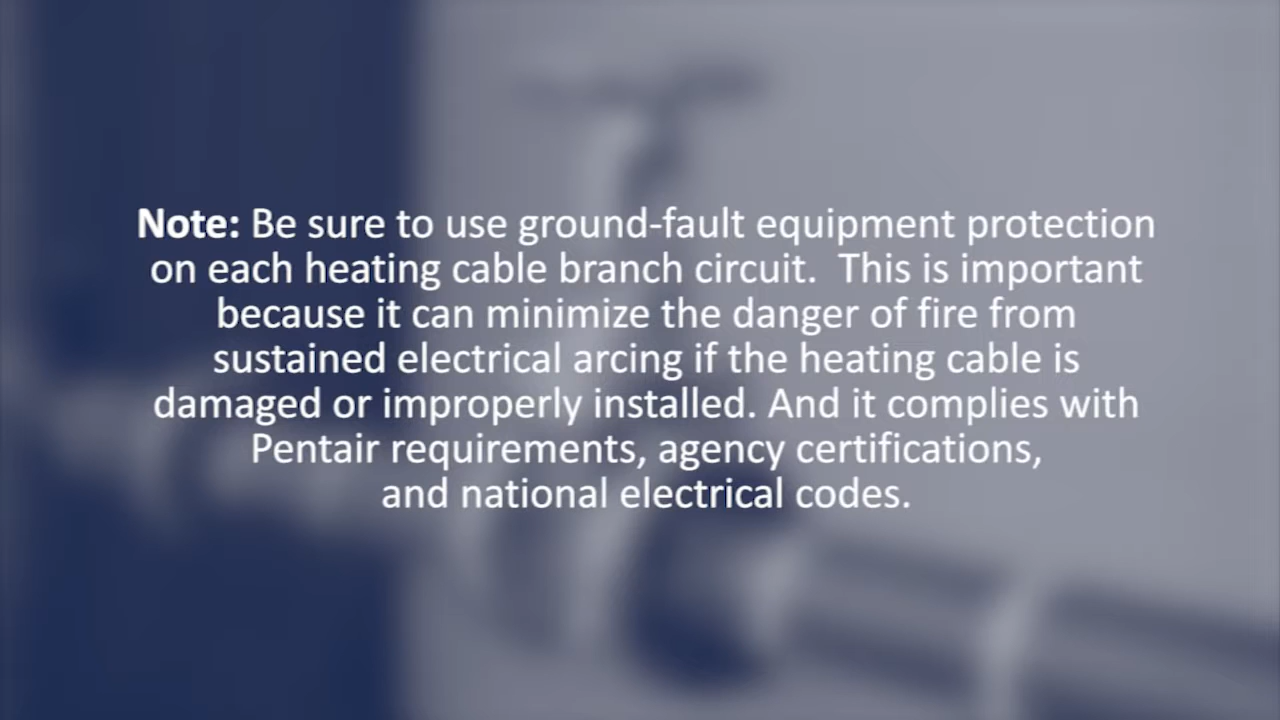 Note: Be sure to use ground-fault equipment protection
on each heating cable branch circuit.  This is important
because it can minimize the danger of fire from
sustained electrical arcing if the heating cable is
damaged or improperly installed. And it complies with
Pentair requirements, agency certifications,
and national electrical codes.